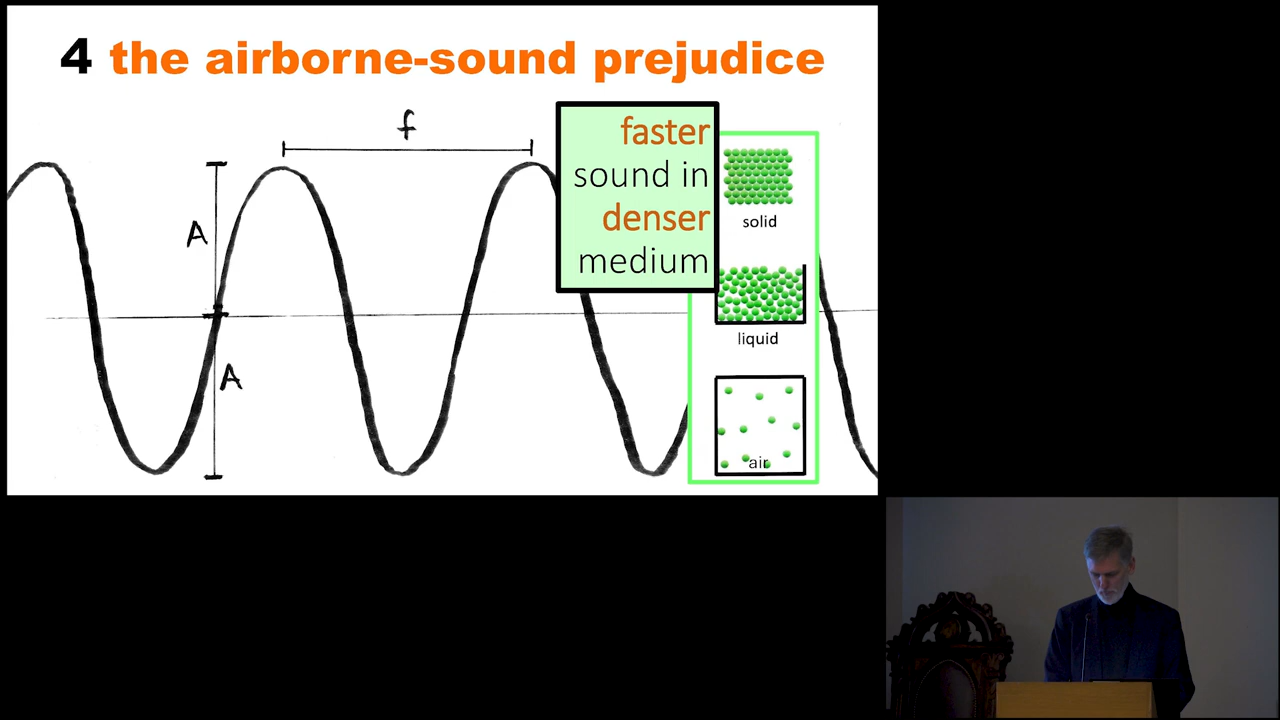 4 the airborne-sound prejudice
f
A
A
faster
sound in
denser
medium
solid
liquid
air